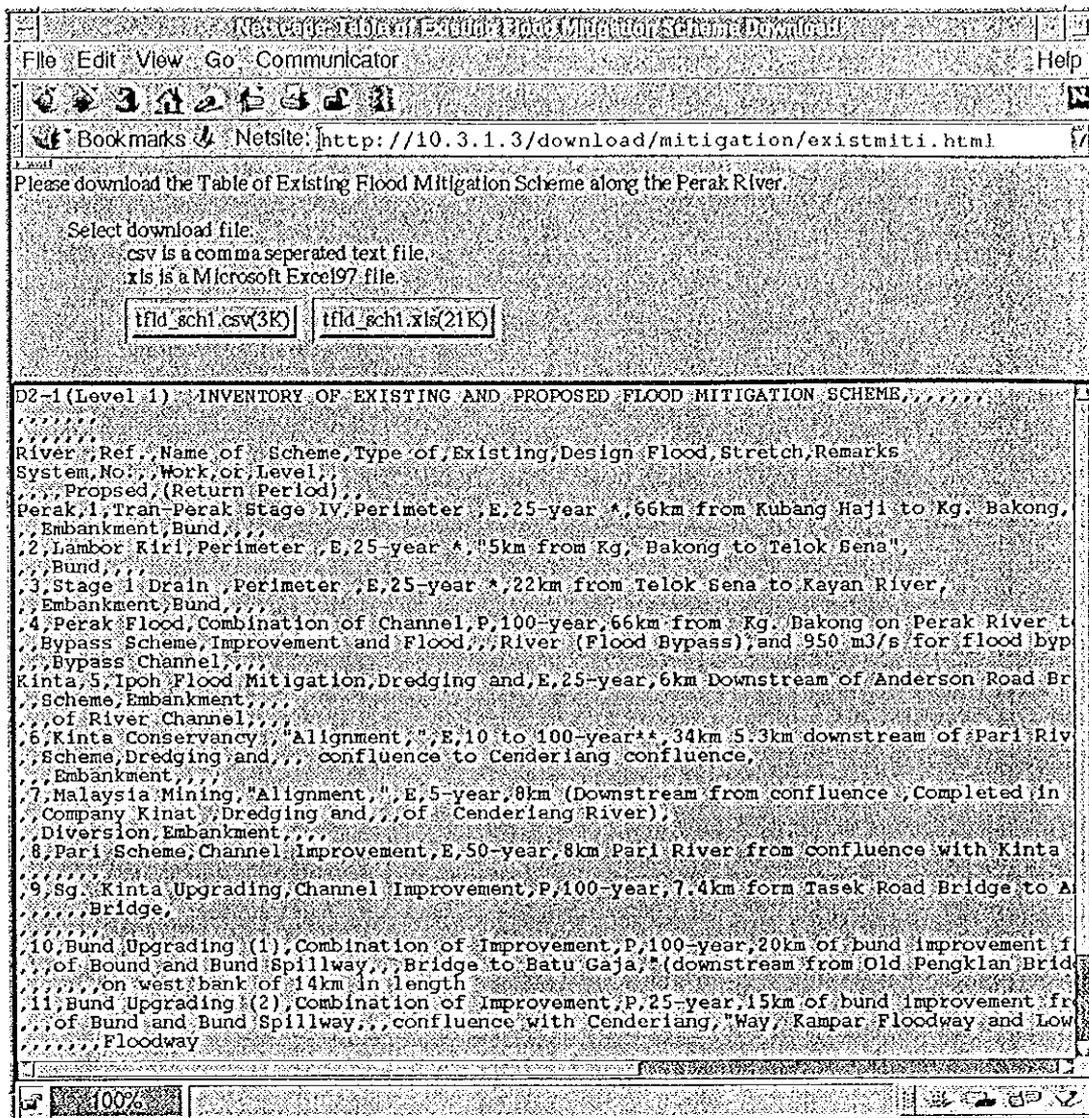 Netscape: Table of Existing Flood Mitigation Scheme Download
File Edit View Go Communicator Help
Bookmarks Netsite: http://10.3.1.3/download/mitigation/existmiti.html
Please download the Table of Existing Flood Mitigation Scheme along the Perak River.
Select download file.
csv is a comma seperated text file.
xls is a Microsoft Excel97 file.
tfld_sch1.csv(3K) tfld_sch1.xls(21K)
D2-1(Level 1) INVENTORY OF EXISTING AND PROPOSED FLOOD MITIGATION SCHEME,,,,,,,
,,,,,,,
,,,,,,,
River ,Ref.,Name of Scheme,Type of,Existing,Design Flood,Stretch,Remarks
System,No.,,Work,or,Level,,
,,,,Propsed,(Return Period),,
Perak,1,Tran-Perak Stage IV,Perimeter ,E,25-year *,66km from Kubang Haji to Kg. Bakong,
,,Embankment,Bund,,,,
,2,Lambor Kiri,Perimeter ,E,25-year *,"5km from Kg. Bakong to Telok Sena",
,,,Bund,,,,
,3,Stage 1 Drain ,Perimeter ,E,25-year *,22km from Telok Sena to Kayan River,
,,Embankment,Bund,,,,
,4,Perak Flood,Combination of Channel,P,100-year,66km from Kg. Bakong on Perak River t
,,Bypass Scheme,Improvement and Flood,,,River (Flood Bypass),and 950 m3/s for flood byp
,,,Bypass Channel,,,,
Kinta,5,Ipoh Flood Mitigation,Dredging and,E,25-year,6km Downstream of Anderson Road Br
,,Scheme,Embankment,,,,
,,,of River Channel,,,,
,6,Kinta Conservancy ,"Alignment,",E,10 to 100-year**,34km 5.3km downstream of Pari Riv
,,Scheme,Dredging and,,, confluence to Cenderiang confluence,
,,,Embankment,,,,
,7,Malaysia Mining,"Alignment,",E,5-year,8km (Downstream from confluence ,Completed in
,,Company Kinat ,Dredging and,,,of Cenderiang River),
,,Diversion,Embankment,,,,
,8,Pari Scheme,Channel Improvement,E,50-year,8km Pari River from confluence with Kinta
,,,,,,,
,9,Sg. Kinta Upgrading,Channel Improvement,P,100-year,7.4km form Tasek Road Bridge to A
,,,,,,Bridge,
,,,,,,,
,10,Bund Upgrading (1),Combination of Improvement,P,100-year,20km of bund improvement f
,,,of Bound and Bund Spillway,,,Bridge to Batu Gaja,"(downstream from Old Pengklan Brid
,,,,,,,on west bank of 14km in length
,11,Bund Upgrading (2),Combination of Improvement,P,25-year,15km of bund improvement fr
,,,of Bund and Bund Spillway,,,confluence with Cenderiang,"Way, Kampar Floodway and Low
,,,,,,,Floodway
100%